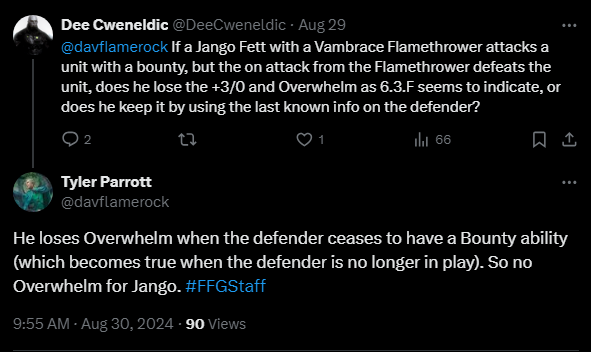 Dee Cweneldic @DeeCweneldic · Aug 29
@davflamerock If a Jango Fett with a Vambrace Flamethrower attacks a
unit with a bounty, but the on attack from the Flamethrower defeats the
unit, does he lose the +3/0 and Overwhelm as 6.3.F seems to indicate, or
does he keep it by using the last known info on the defender?
2 1 66
Tyler Parrott
@davflamerock
He loses Overwhelm when the defender ceases to have a Bounty ability
(which becomes true when the defender is no longer in play). So no
Overwhelm for Jango. #FFGStaff
9:55 AM · Aug 30, 2024 · 90 Views